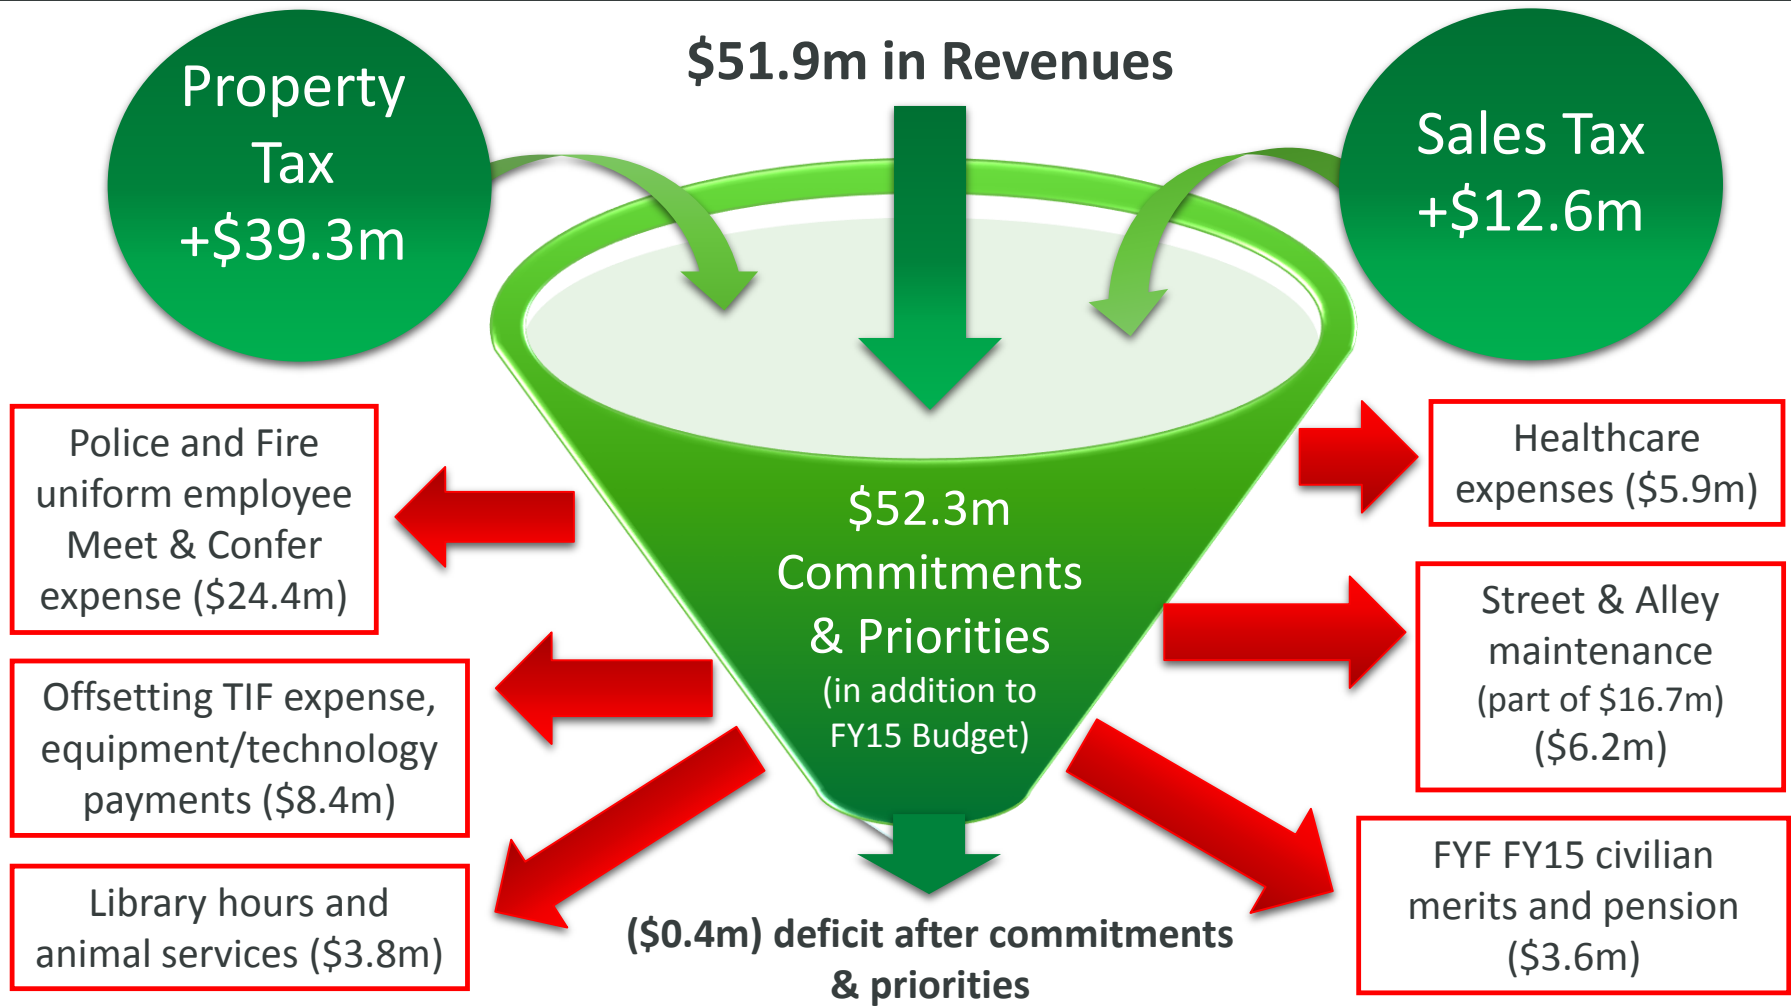 $51.9m in Revenues
Property
Tax
+$39.3m
Sales Tax
+$12.6m
Police and Fire
uniform employee
Meet & Confer
expense ($24.4m)
Offsetting TIF expense,
equipment/technology
payments ($8.4m)
Library hours and
animal services ($3.8m)
$52.3m
Commitments
& Priorities
(in addition to
FY15 Budget)
Healthcare
expenses ($5.9m)
Street & Alley
maintenance
(part of $16.7m)
($6.2m)
FYF FY15 civilian
merits and pension
($3.6m)
($0.4m) deficit after commitments
& priorities